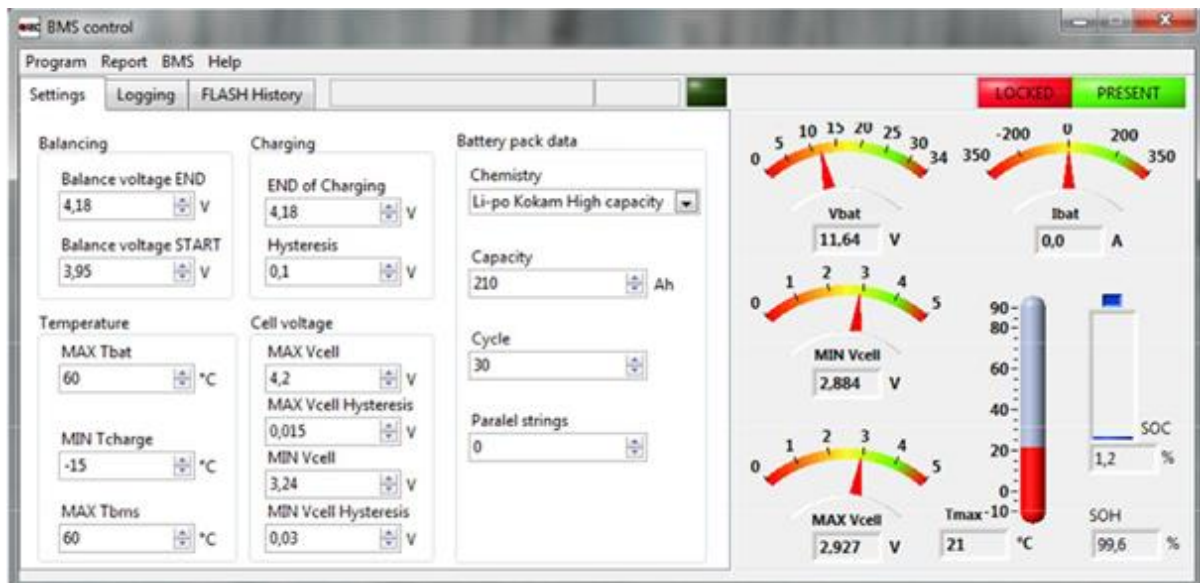 BMS control
Program Report BMS Help
Settings Logging FLASH History
LOCKED PRESENT
Balancing
Balance voltage END
4,18 V
Balance voltage START
3,95 V
Charging
END of Charging
4,18 V
Hysteresis
0,1 V
Temperature
MAX Tbat
60 °C
MIN Tcharge
-15 °C
MAX Tbms
60 °C
Cell voltage
MAX Vcell
4,2 V
MAX Vcell Hysteresis
0,015 V
MIN Vcell
3,24 V
MIN Vcell Hysteresis
0,03 V
Battery pack data
Chemistry
Li-po Kokam High capacity
Capacity
210 Ah
Cycle
30
Paralel strings
0
0 5 10 15 20 25 30 34
Vbat
11,64 V
350 -200 0 200 350
Ibat
0,0 A
0 1 2 3 4 5
MIN Vcell
2,884 V
0 1 2 3 4 5
MAX Vcell
2,927 V
90
80
60
40
20
0
-10
Tmax
21 °C
SOC
1,2 %
SOH
99,6 %